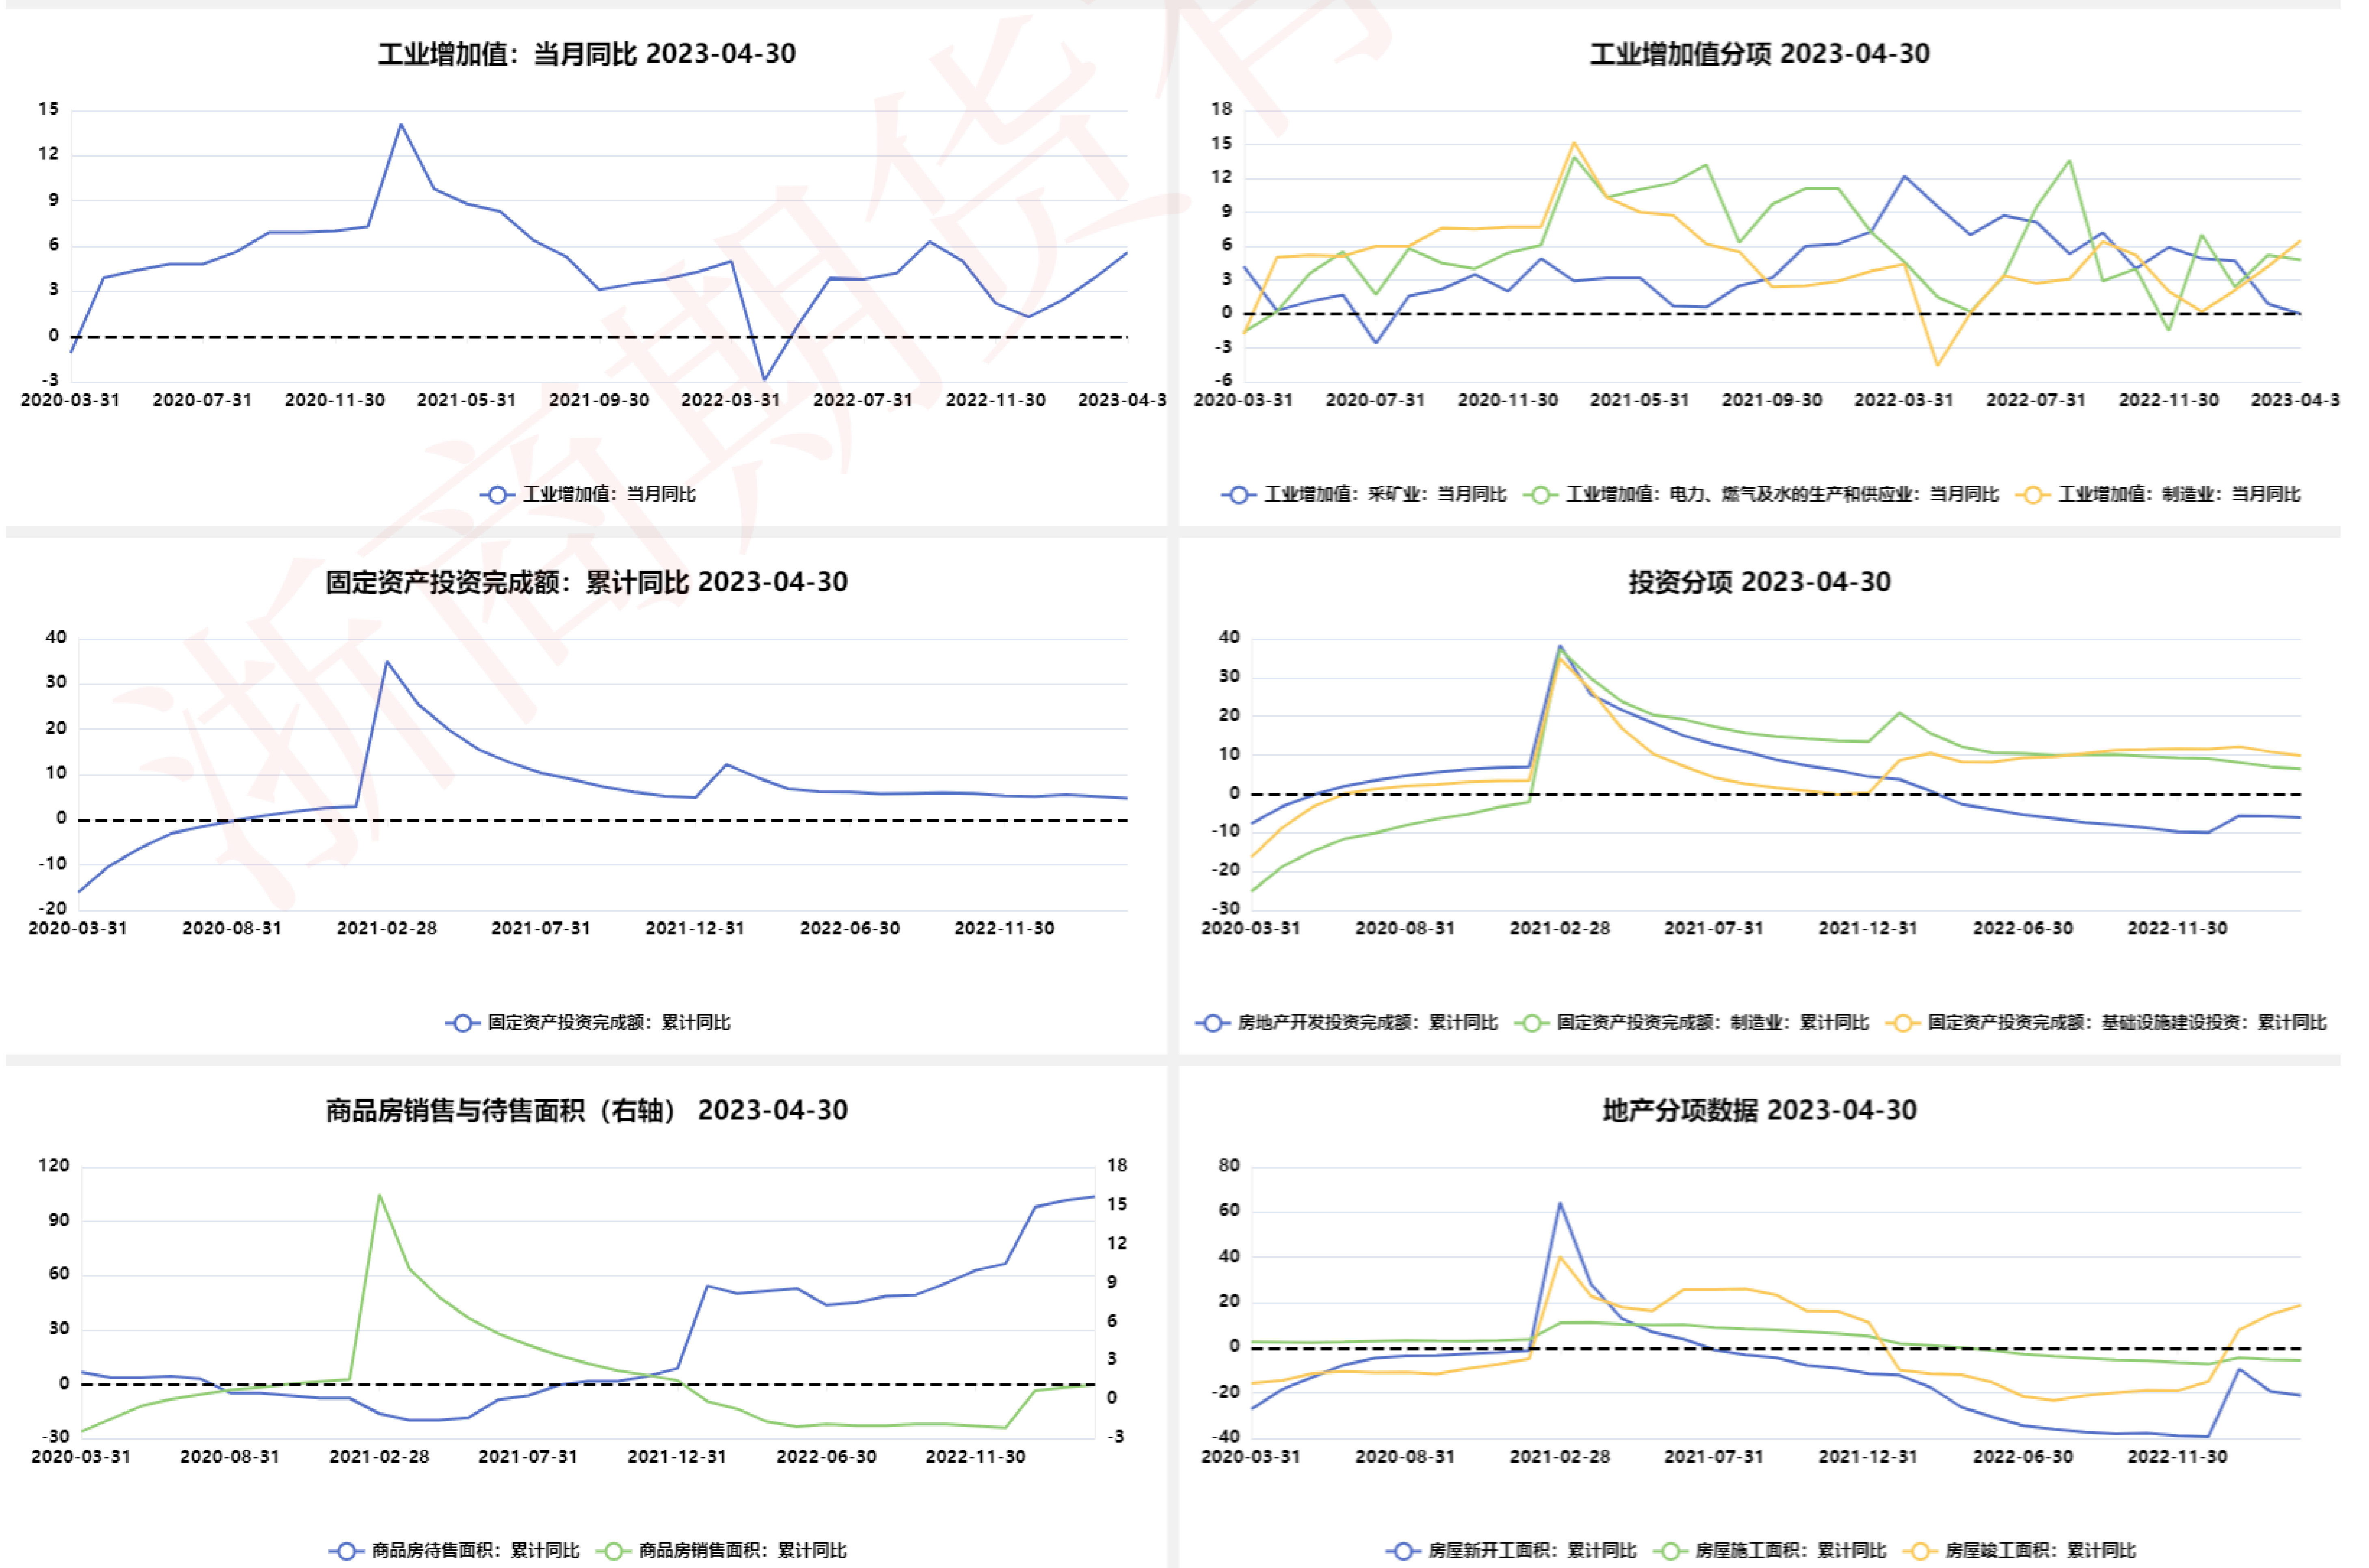 工业增加值：当月同比 2023-04-30
15
12
9
6
3
0
-3
2020-03-31 2020-07-31 2020-11-30 2021-05-31 2021-09-30 2022-03-31 2022-07-31 2022-11-30 2023-04-3
工业增加值：当月同比
工业增加值分项 2023-04-30
18
15
12
9
6
3
0
-3
-6
2020-03-31 2020-07-31 2020-11-30 2021-05-31 2021-09-30 2022-03-31 2022-07-31 2022-11-30 2023-04-3
工业增加值：采矿业：当月同比 工业增加值：电力、燃气及水的生产和供应业：当月同比 工业增加值：制造业：当月同比
固定资产投资完成额：累计同比 2023-04-30
40
30
20
10
0
-10
-20
2020-03-31 2020-08-31 2021-02-28 2021-07-31 2021-12-31 2022-06-30 2022-11-30
固定资产投资完成额：累计同比
投资分项 2023-04-30
40
30
20
10
0
-10
-20
-30
2020-03-31 2020-08-31 2021-02-28 2021-07-31 2021-12-31 2022-06-30 2022-11-30
房地产开发投资完成额：累计同比 固定资产投资完成额：制造业：累计同比 固定资产投资完成额：基础设施建设投资：累计同比
商品房销售与待售面积（右轴） 2023-04-30
120
90
60
30
0
-30
18
15
12
9
6
3
0
-3
2020-03-31 2020-08-31 2021-02-28 2021-07-31 2021-12-31 2022-06-30 2022-11-30
商品房待售面积：累计同比 商品房销售面积：累计同比
地产分项数据 2023-04-30
80
60
40
20
0
-20
-40
2020-03-31 2020-08-31 2021-02-28 2021-07-31 2021-12-31 2022-06-30 2022-11-30
房屋新开工面积：累计同比 房屋施工面积：累计同比 房屋竣工面积：累计同比
浙商期货